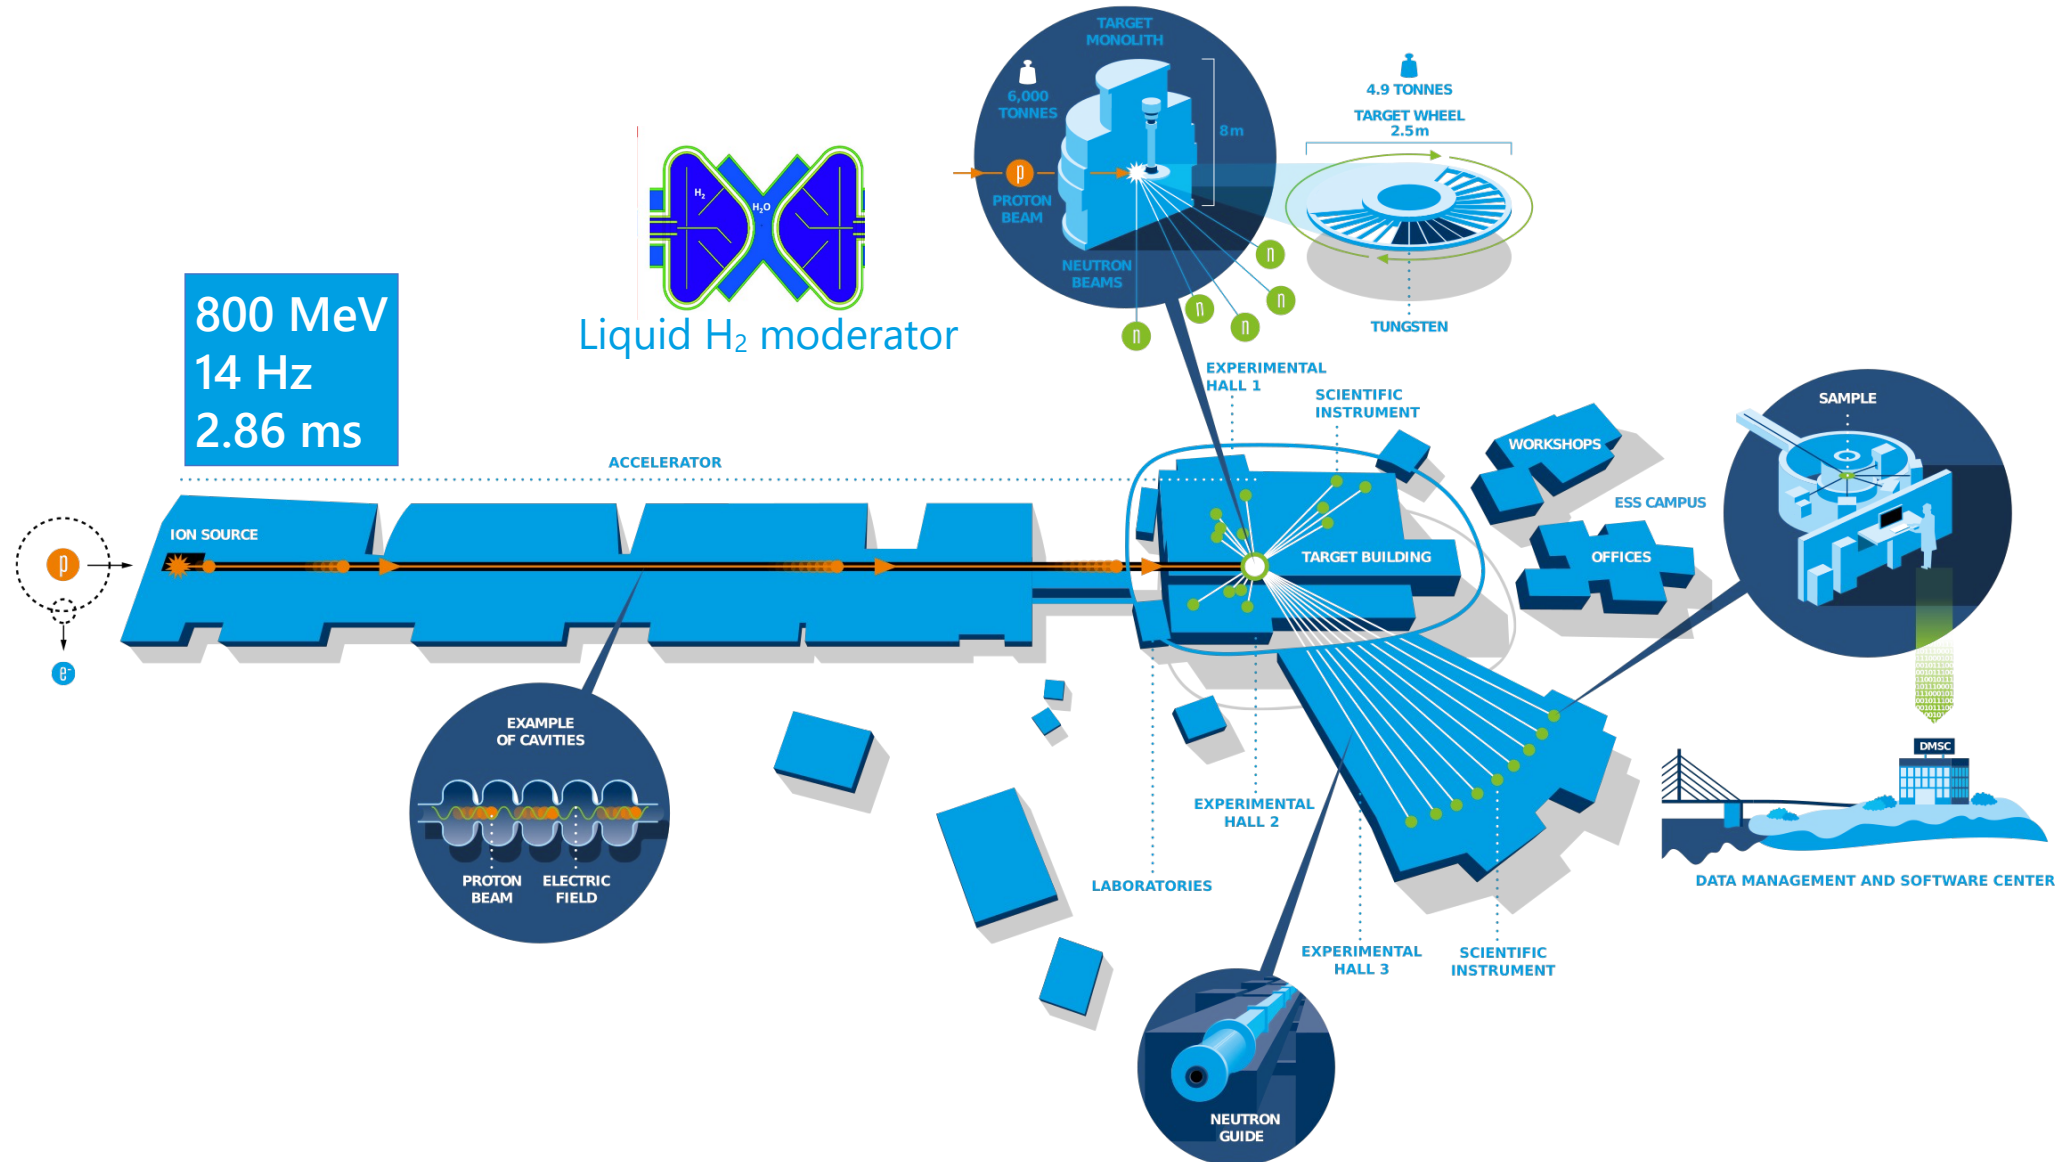 TARGET
MONOLITH
6,000
TONNES
8m
p
PROTON
BEAM
NEUTRON
BEAMS
n
n
n
n
n
4.9 TONNES
TARGET WHEEL
2.5m
TUNGSTEN
H2
H2O
Liquid H2 moderator
800 MeV
14 Hz
2.86 ms
ACCELERATOR
ION SOURCE
p
e-
EXPERIMENTAL
HALL 1
SCIENTIFIC
INSTRUMENT
WORKSHOPS
ESS CAMPUS
OFFICES
TARGET BUILDING
SAMPLE
EXAMPLE
OF CAVITIES
PROTON
BEAM
ELECTRIC
FIELD
EXPERIMENTAL
HALL 2
LABORATORIES
EXPERIMENTAL
HALL 3
SCIENTIFIC
INSTRUMENT
NEUTRON
GUIDE
DMSC
DATA MANAGEMENT AND SOFTWARE CENTER